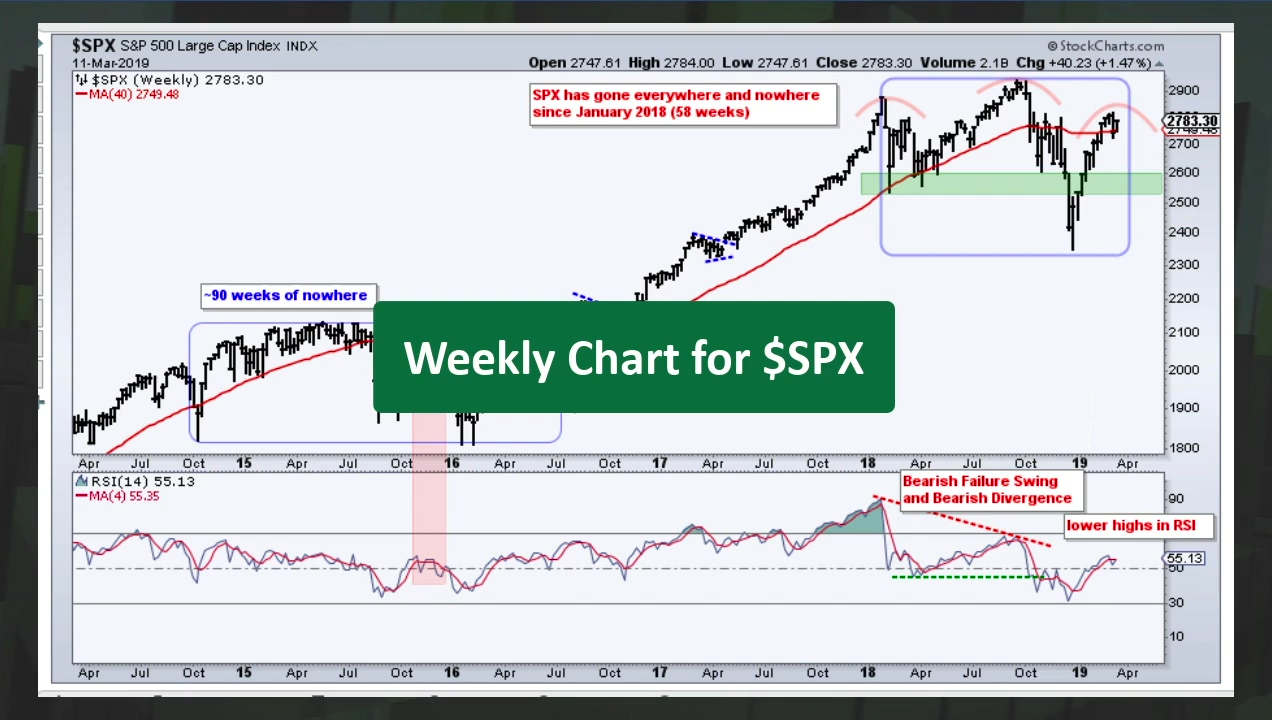 $SPX S&P 500 Large Cap Index INDX
© StockCharts.com
11-Mar-2019
Open 2747.61 High 2784.00 Low 2747.61 Close 2783.30 Volume 2.1B Chg +40.23 (+1.47%)
$SPX (Weekly) 2783.30
MA(40) 2749.48
SPX has gone everywhere and nowhere
since January 2018 (58 weeks)
2900
2783.30
2749.48
2700
2600
2500
2400
2300
2200
2100
2000
1900
1800
~90 weeks of nowhere
Weekly Chart for $SPX
Apr Jul Oct 15 Apr Jul Oct 16 Apr Jul Oct 17 Apr Jul Oct 18 Apr Jul Oct 19 Apr
RSI(14) 55.13
MA(4) 55.35
Bearish Failure Swing
and Bearish Divergence
lower highs in RSI
90
55.13
50
30
10
Apr Jul Oct 15 Apr Jul Oct 16 Apr Jul Oct 17 Apr Jul Oct 18 Apr Jul Oct 19 Apr